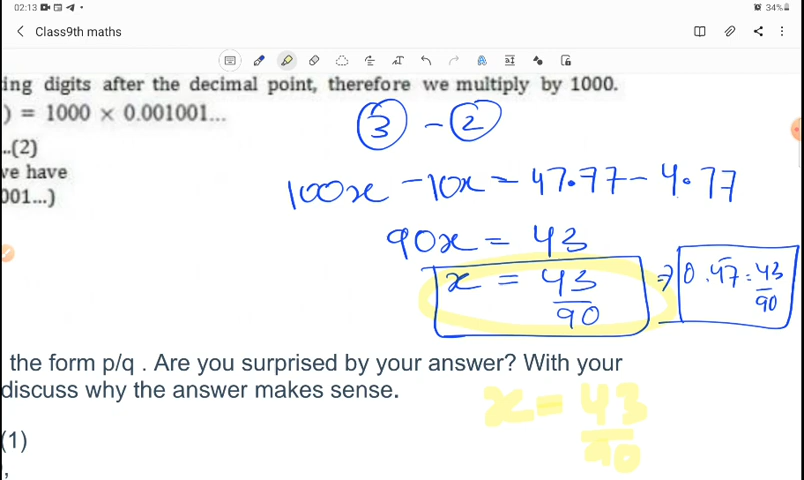 02:13
34%
Class9th maths
ing digits after the decimal point, therefore we multiply by 1000.
) = 1000 × 0.001001...
3 - 2
..(2)
ve have
001...)
100x - 10x = 47.77 - 4.77
90x = 43
x = 43/90 ⇒ 0.47̄ = 43/90
the form p/q . Are you surprised by your answer? With your
discuss why the answer makes sense.
x = 43/90
(1)